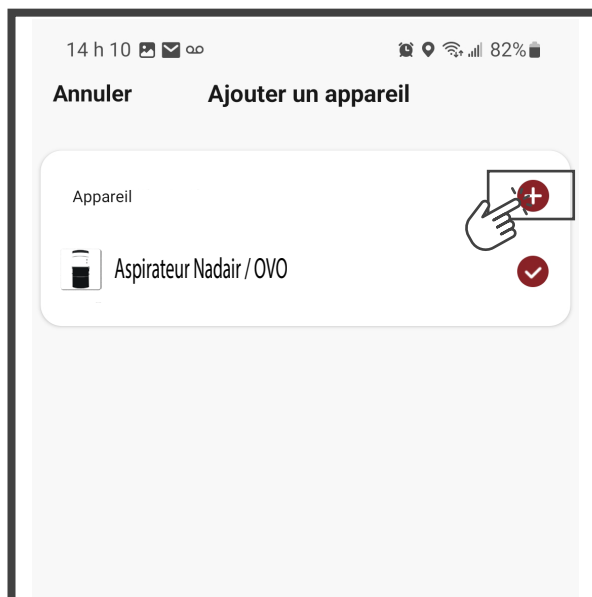 14 h 10 82%
Annuler Ajouter un appareil
Appareil
Aspirateur Nadair / OVO